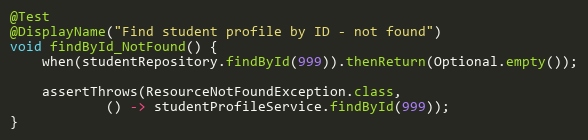 @Test
@DisplayName("Find student profile by ID - not found")
void findById_NotFound() {
    when(studentRepository.findById(999)).thenReturn(Optional.empty());

    assertThrows(ResourceNotFoundException.class,
            () -> studentProfileService.findById(999));
}